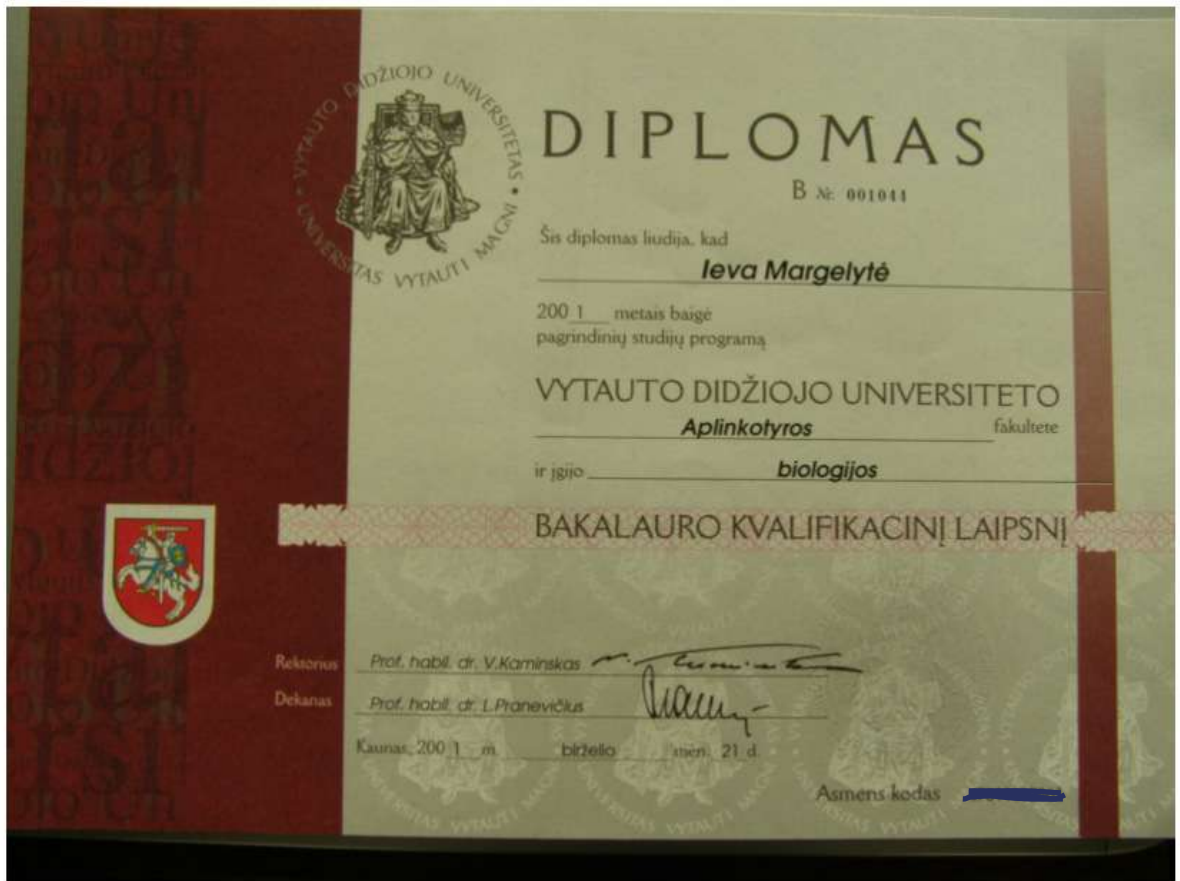 VYTAUTO DIDŽIOJO UNIVERSITETAS • UNIVERSITAS VYTAUTI MAGNI •
DIPLOMAS
B Nr. 001044
Šis diplomas liudija, kad
Ieva Margelytė
200 1 metais baigė
pagrindinių studijų programą
VYTAUTO DIDŽIOJO UNIVERSITETO
Aplinkotyros fakultete
ir įgijo biologijos
BAKALAURO KVALIFIKACINĮ LAIPSNĮ
Rektorius Prof. habil. dr. V.Kaminskas
Dekanas Prof. habil. dr. L.Pranevičius
Kaunas, 200 1 m. birželio mėn. 21 d.
Asmens kodas